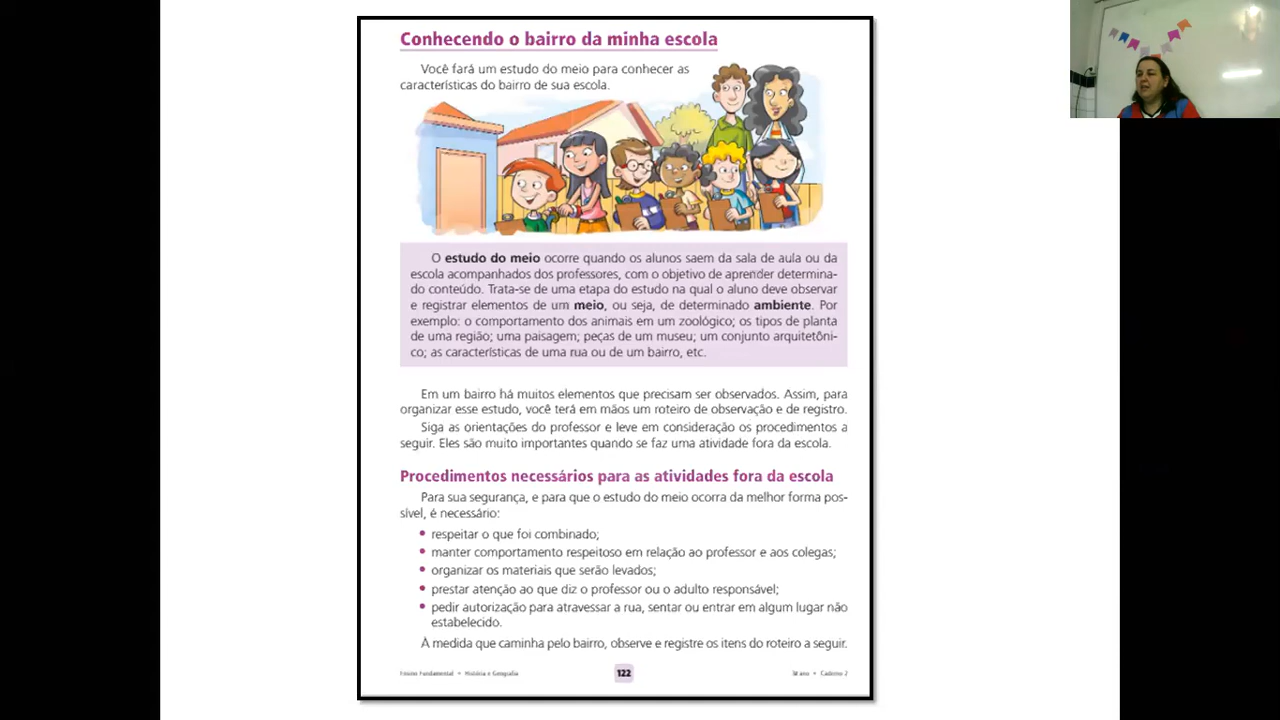 Conhecendo o bairro da minha escola
Você fará um estudo do meio para conhecer as
características do bairro de sua escola.
O estudo do meio ocorre quando os alunos saem da sala de aula ou da
escola acompanhados dos professores, com o objetivo de aprender determina-
do conteúdo. Trata-se de uma etapa do estudo na qual o aluno deve observar
e registrar elementos de um meio, ou seja, de determinado ambiente. Por
exemplo: o comportamento dos animais em um zoológico; os tipos de planta
de uma região; uma paisagem; peças de um museu; um conjunto arquitetôni-
co; as características de uma rua ou de um bairro, etc.
Em um bairro há muitos elementos que precisam ser observados. Assim, para
organizar esse estudo, você terá em mãos um roteiro de observação e de registro.
Siga as orientações do professor e leve em consideração os procedimentos a
seguir. Eles são muito importantes quando se faz uma atividade fora da escola.
Procedimentos necessários para as atividades fora da escola
Para sua segurança, e para que o estudo do meio ocorra da melhor forma pos-
sível, é necessário:
• respeitar o que foi combinado;
• manter comportamento respeitoso em relação ao professor e aos colegas;
• organizar os materiais que serão levados;
• prestar atenção ao que diz o professor ou o adulto responsável;
• pedir autorização para atravessar a rua, sentar ou entrar em algum lugar não
estabelecido.
À medida que caminha pelo bairro, observe e registre os itens do roteiro a seguir.
Ensino Fundamental • História e Geografia
122
3º ano • Caderno 2